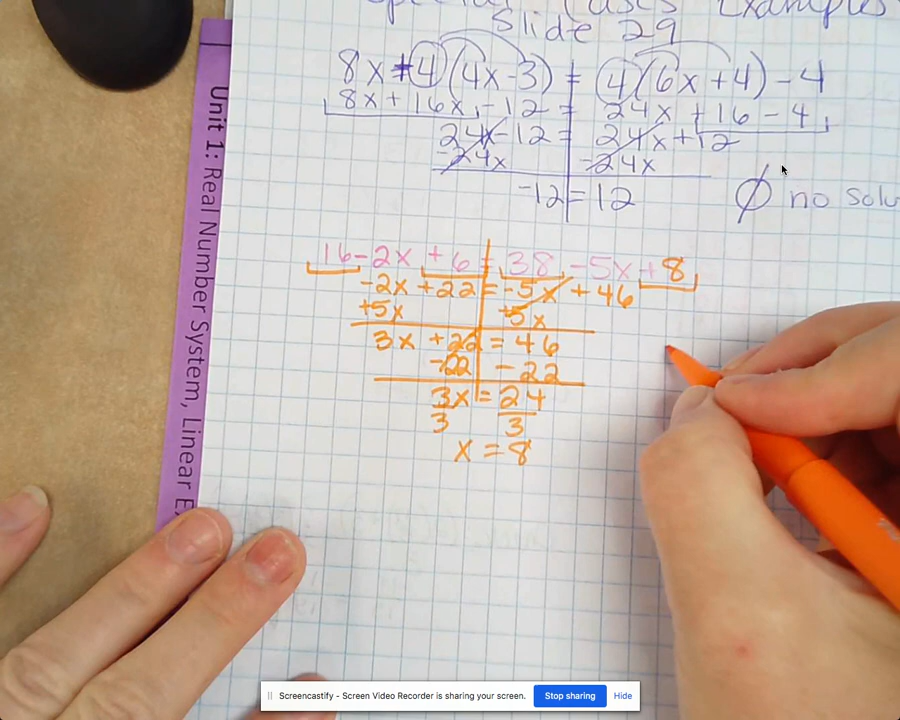 Special Cases Examples
Slide 29
8x + 4(4x - 3) = 4(6x + 4) - 4
8x + 16x - 12 = 24x + 16 - 4
24x - 12 = 24x + 12
-24x -24x
-12 = 12 Ø no solu
16 - 2x + 6 = 38 - 5x + 8
-2x + 22 = -5x + 46
+5x +5x
3x + 22 = 46
-22 - 22
3x = 24
3 3
x = 8
Unit 1: Real Number System, Linear E
Screencastify - Screen Video Recorder is sharing your screen. Stop sharing Hide